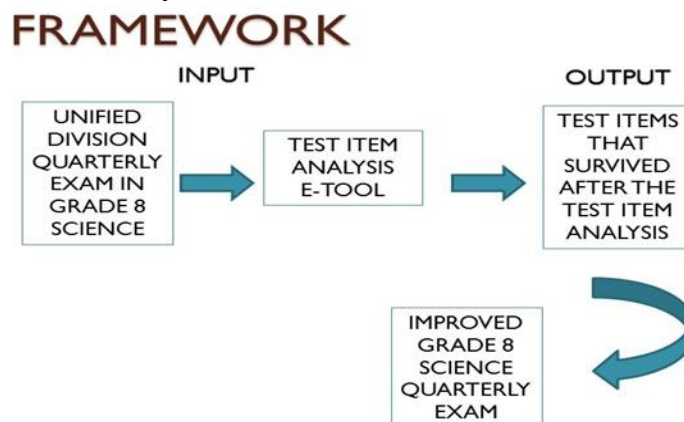 FRAMEWORK
INPUT
OUTPUT
UNIFIED
DIVISION
QUARTERLY
EXAM IN
GRADE 8
SCIENCE
TEST ITEM
ANALYSIS
E-TOOL
TEST ITEMS
THAT
SURVIVED
AFTER THE
TEST ITEM
ANALYSIS
IMPROVED
GRADE 8
SCIENCE
QUARTERLY
EXAM